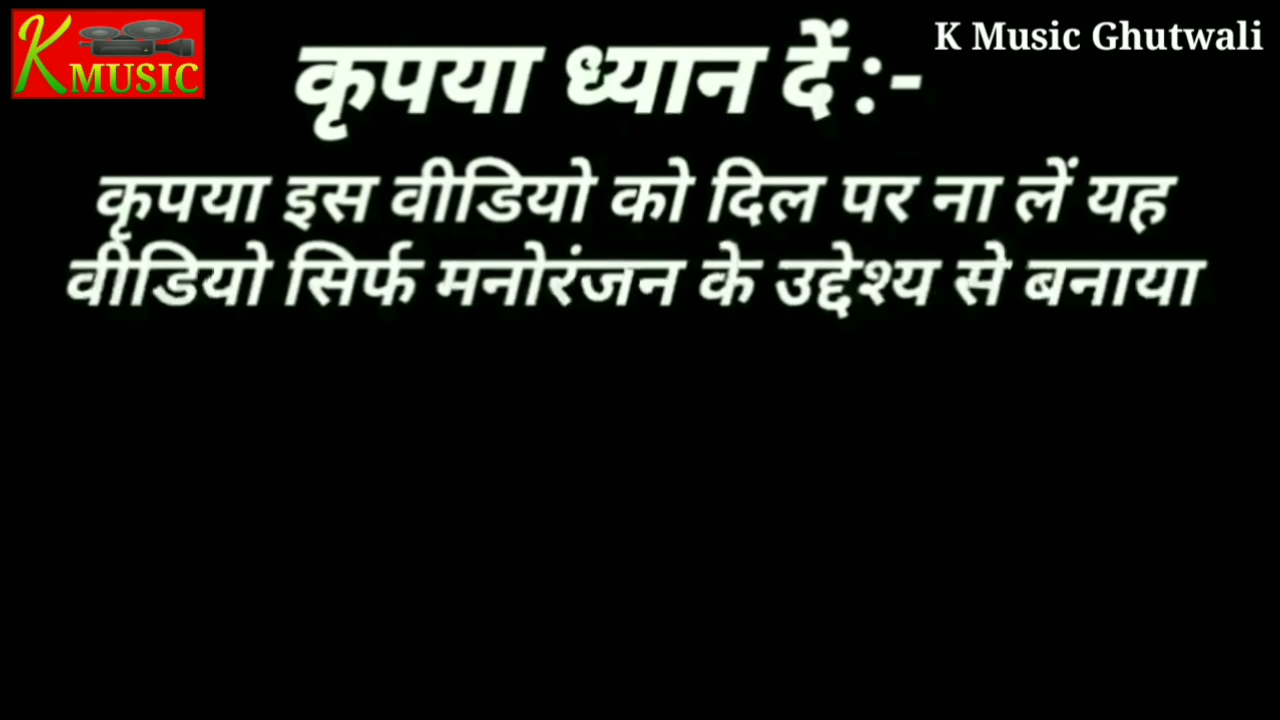 K MUSIC
K Music Ghutwali
कृपया ध्यान दें :-
कृपया इस वीडियो को दिल पर ना लें यह
वीडियो सिर्फ मनोरंजन के उद्देश्य से बनाया